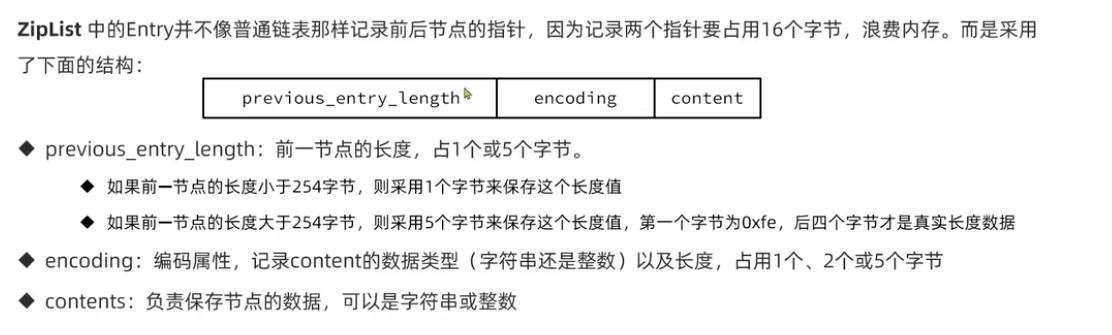 ZipList 中的Entry并不像普通链表那样记录前后节点的指针，因为记录两个指针要占用16个字节，浪费内存。而是采用
了下面的结构：
previous_entry_length encoding content
◆ previous_entry_length：前一节点的长度，占1个或5个字节。
◆ 如果前一节点的长度小于254字节，则采用1个字节来保存这个长度值
◆ 如果前一节点的长度大于254字节，则采用5个字节来保存这个长度值，第一个字节为0xfe，后四个字节才是真实长度数据
◆ encoding：编码属性，记录content的数据类型（字符串还是整数）以及长度，占用1个、2个或5个字节
◆ contents：负责保存节点的数据，可以是字符串或整数